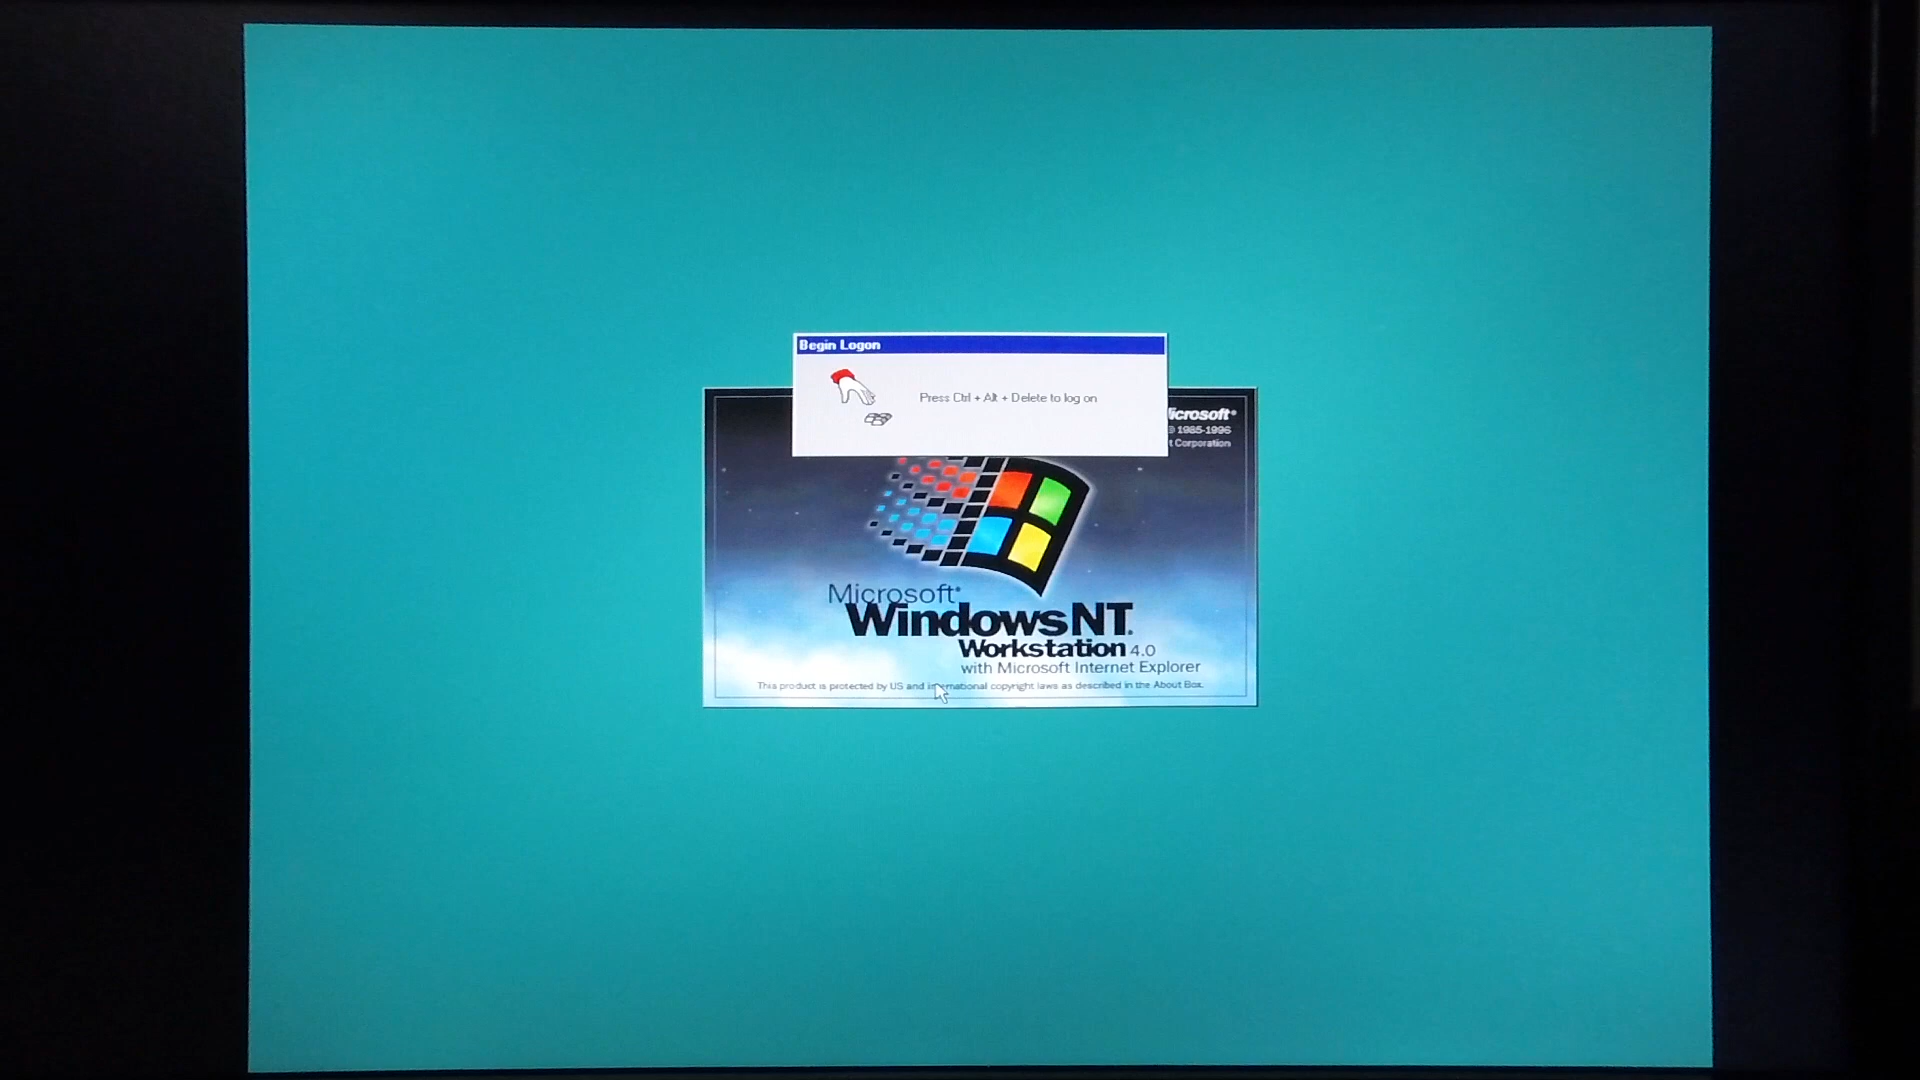 Begin Logon
Press Ctrl + Alt + Delete to log on
icrosoft®
© 1985-1996
t Corporation
Microsoft®
WindowsNT®
Workstation 4.0
with Microsoft Internet Explorer
This product is protected by US and international copyright laws as described in the About Box.